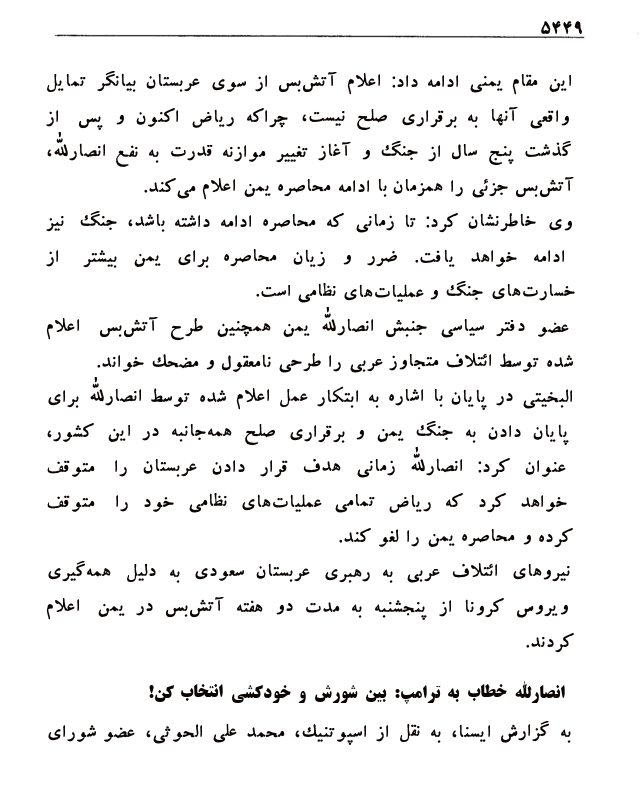 ۵۴۴۹
این مقام یمنی ادامه داد: اعلام آتش‌بس از سوی عربستان بیانگر تمایل
واقعی آنها به برقراری صلح نیست، چراکه ریاض اکنون و پس از
گذشت پنج سال از جنگ و آغاز تغییر موازنه قدرت به نفع انصارلله،
آتش‌بس جزئی را همزمان با ادامه محاصره یمن اعلام می‌کند.
وی خاطرنشان کرد: تا زمانی که محاصره ادامه داشته باشد، جنگ نیز
ادامه خواهد یافت. ضرر و زیان محاصره برای یمن بیشتر از
خسارت‌های جنگ و عملیات‌های نظامی است.
عضو دفتر سیاسی جنبش انصارلله یمن همچنین طرح آتش‌بس اعلام
شده توسط ائتلاف متجاوز عربی را طرحی نامعقول و مضحك خواند.
البخیتی در پایان با اشاره به ابتکار عمل اعلام شده توسط انصارلله برای
پایان دادن به جنگ یمن و برقراری صلح همه‌جانبه در این کشور،
عنوان کرد: انصارلله زمانی هدف قرار دادن عربستان را متوقف
خواهد کرد که ریاض تمامی عملیات‌های نظامی خود را متوقف
کرده و محاصره یمن را لغو کند.
نیروهای ائتلاف عربی به رهبری عربستان سعودی به دلیل همه‌گیری
ویروس کرونا از پنجشنبه به مدت دو هفته آتش‌بس در یمن اعلام
کردند.
انصارلله خطاب به ترامپ: بین شورش و خودکشی انتخاب کن!
به گزارش ایسنا، به نقل از اسپوتنیك، محمد علی الحوثی، عضو شورای